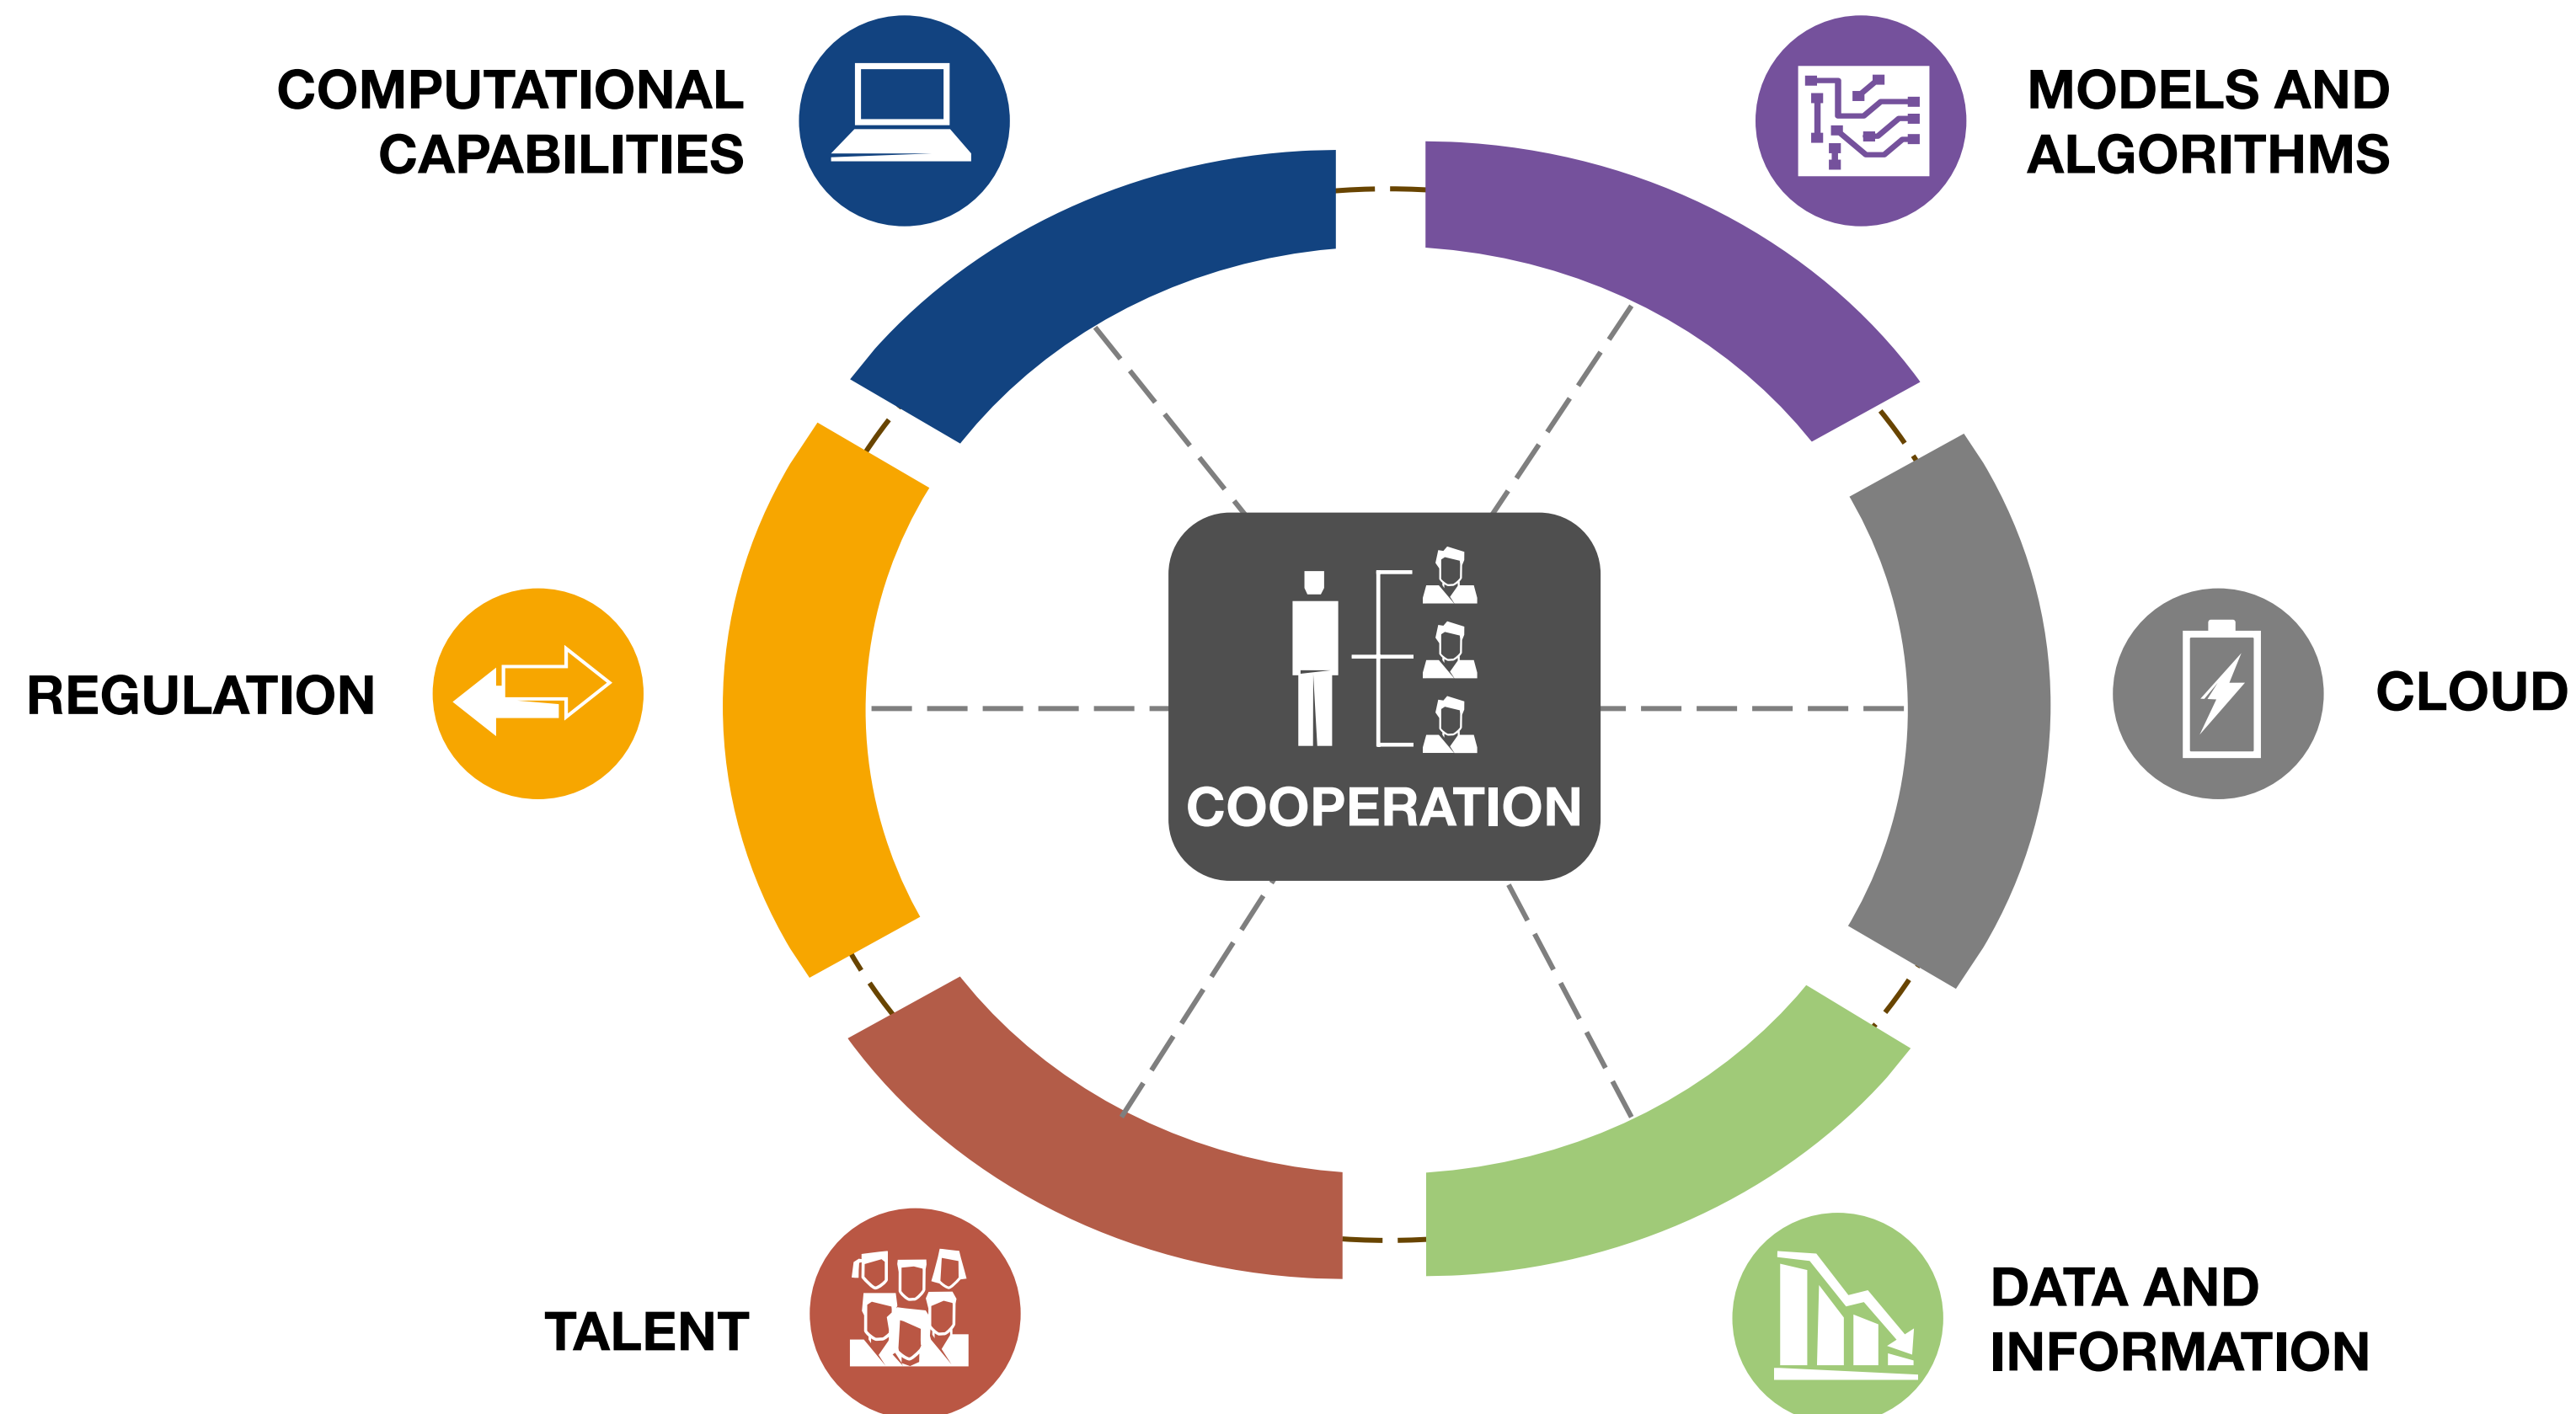 COMPUTATIONAL
CAPABILITIES
MODELS AND
ALGORITHMS
REGULATION
COOPERATION
CLOUD
TALENT
DATA AND
INFORMATION